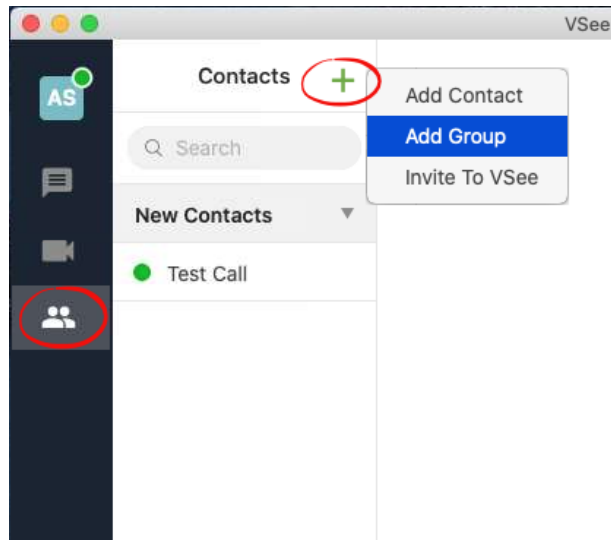 VSee
AS
Contacts
Add Contact
Search
Add Group
Invite To VSee
New Contacts
Test Call